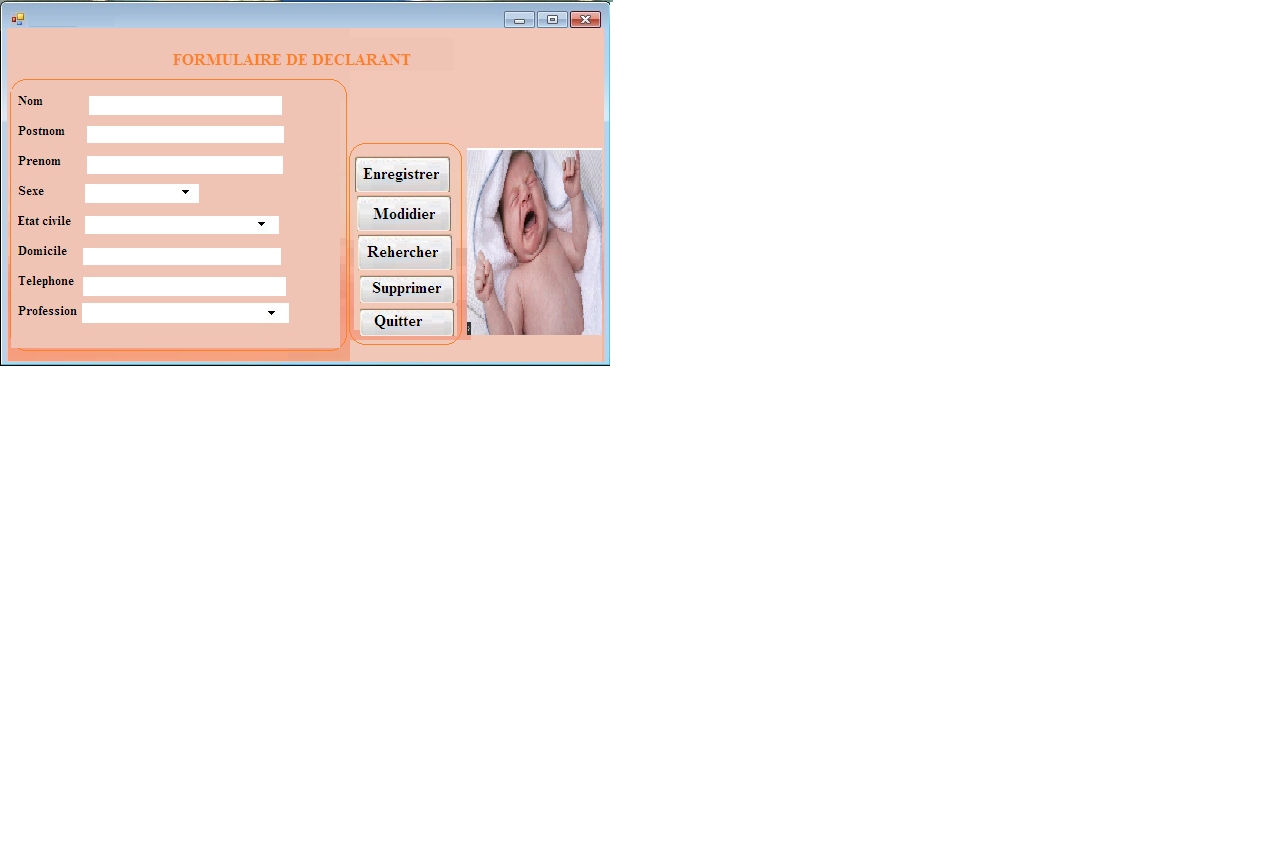 FORMULAIRE DE DECLARANT
Nom
Postnom
Prenom
Sexe
Etat civile
Domicile
Telephone
Profession
Enregistrer
Modidier
Rehercher
Supprimer
Quitter